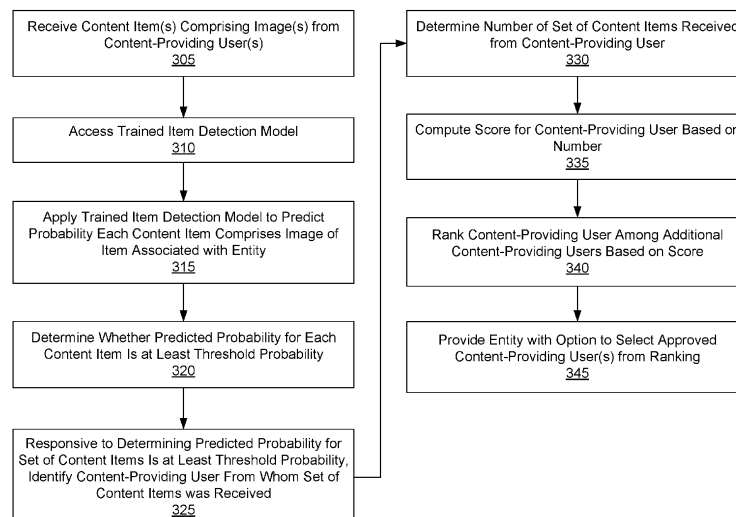 Receive Content Item(s) Comprising Image(s) from
Content-Providing User(s)
305
Access Trained Item Detection Model
310
Apply Trained Item Detection Model to Predict
Probability Each Content Item Comprises Image of
Item Associated with Entity
315
Determine Whether Predicted Probability for Each
Content Item Is at Least Threshold Probability
320
Responsive to Determining Predicted Probability for
Set of Content Items Is at Least Threshold Probability,
Identify Content-Providing User From Whom Set of
Content Items was Received
325
Determine Number of Set of Content Items Received
from Content-Providing User
330
Compute Score for Content-Providing User Based on
Number
335
Rank Content-Providing User Among Additional
Content-Providing Users Based on Score
340
Provide Entity with Option to Select Approved
Content-Providing User(s) from Ranking
345